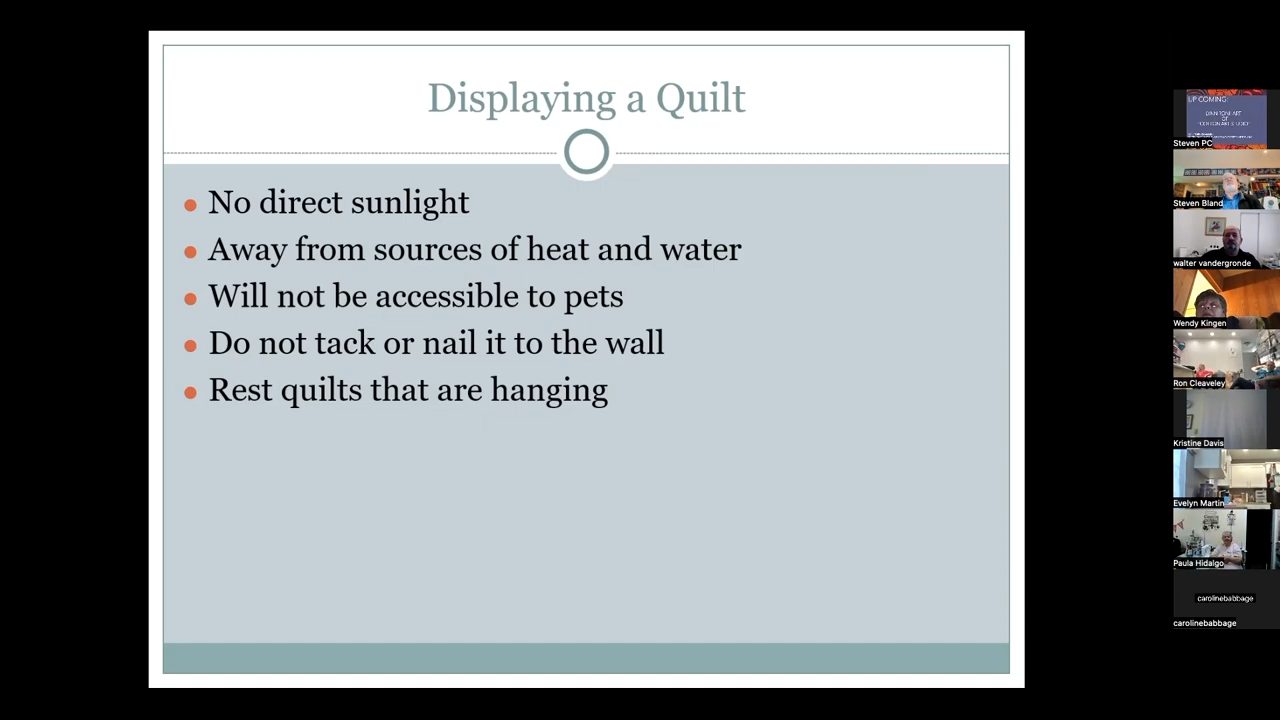 Displaying a Quilt
No direct sunlight
Away from sources of heat and water
Will not be accessible to pets
Do not tack or nail it to the wall
Rest quilts that are hanging
UP COMING:
Steven PC
Steven Bland
walter vandergronde
Wendy Kingen
Ron Cleaveley
Kristine Davis
Evelyn Martin
Paula Hidalgo
carolinebabbage
carolinebabbage